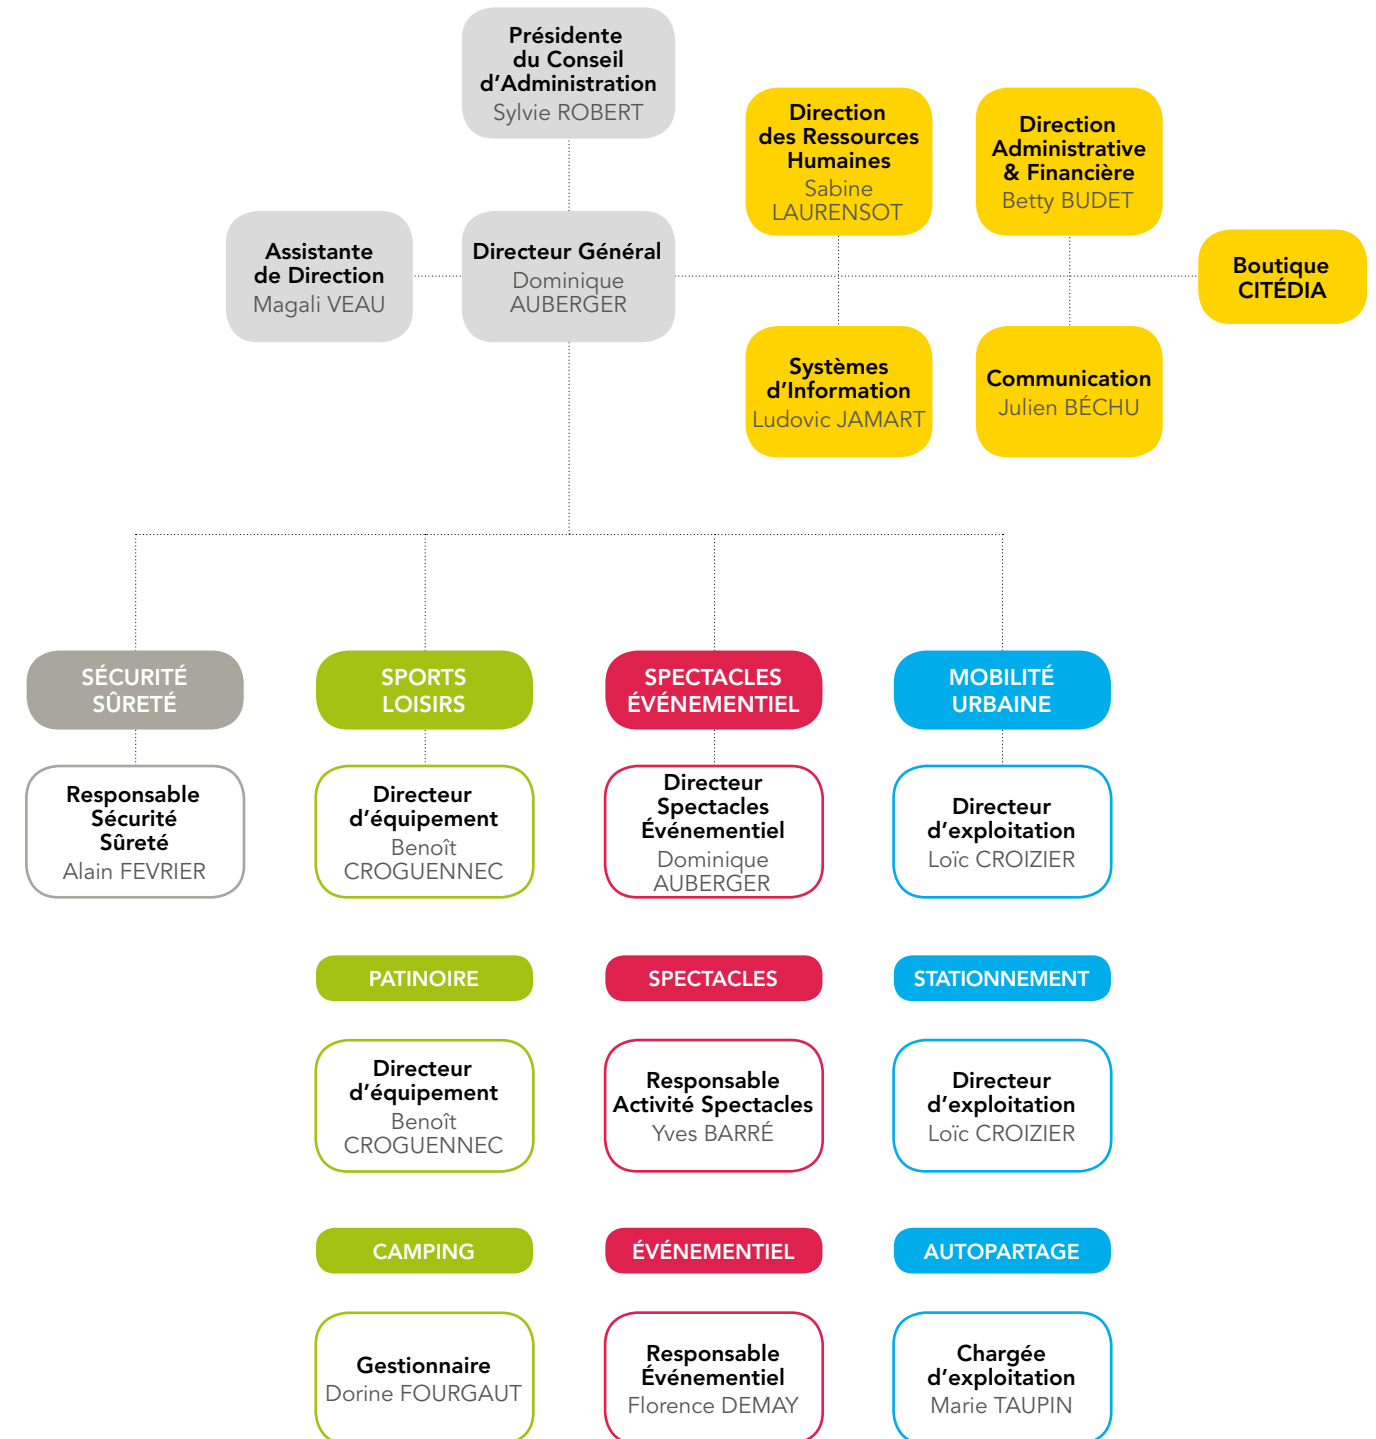 Présidente
du Conseil
d'Administration
Sylvie ROBERT
Direction
des Ressources
Humaines
Sabine
LAURENSOT
Direction
Administrative
& Financière
Betty BUDET
Assistante
de Direction
Magali VEAU
Directeur Général
Dominique
AUBERGER
Boutique
CITÉDIA
Systèmes
d'Information
Ludovic JAMART
Communication
Julien BÉCHU
SÉCURITÉ
SÛRETÉ
SPORTS
LOISIRS
SPECTACLES
ÉVÉNEMENTIEL
MOBILITÉ
URBAINE
Responsable
Sécurité
Sûreté
Alain FEVRIER
Directeur
d'équipement
Benoît
CROGUENNEC
Directeur
Spectacles
Événementiel
Dominique
AUBERGER
Directeur
d'exploitation
Loïc CROIZIER
PATINOIRE
SPECTACLES
STATIONNEMENT
Directeur
d'équipement
Benoît
CROGUENNEC
Responsable
Activité Spectacles
Yves BARRÉ
Directeur
d'exploitation
Loïc CROIZIER
CAMPING
ÉVÉNEMENTIEL
AUTOPARTAGE
Gestionnaire
Dorine FOURGAUT
Responsable
Événementiel
Florence DEMAY
Chargée
d'exploitation
Marie TAUPIN